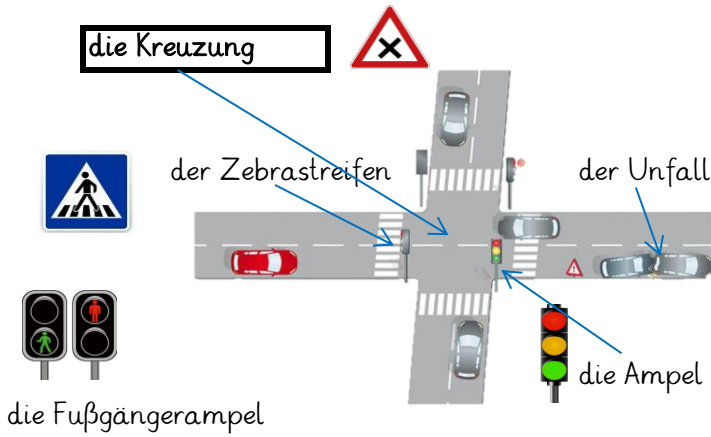 die Kreuzung
der Zebrastreifen
der Unfall
die Ampel
die Fußgängerampel